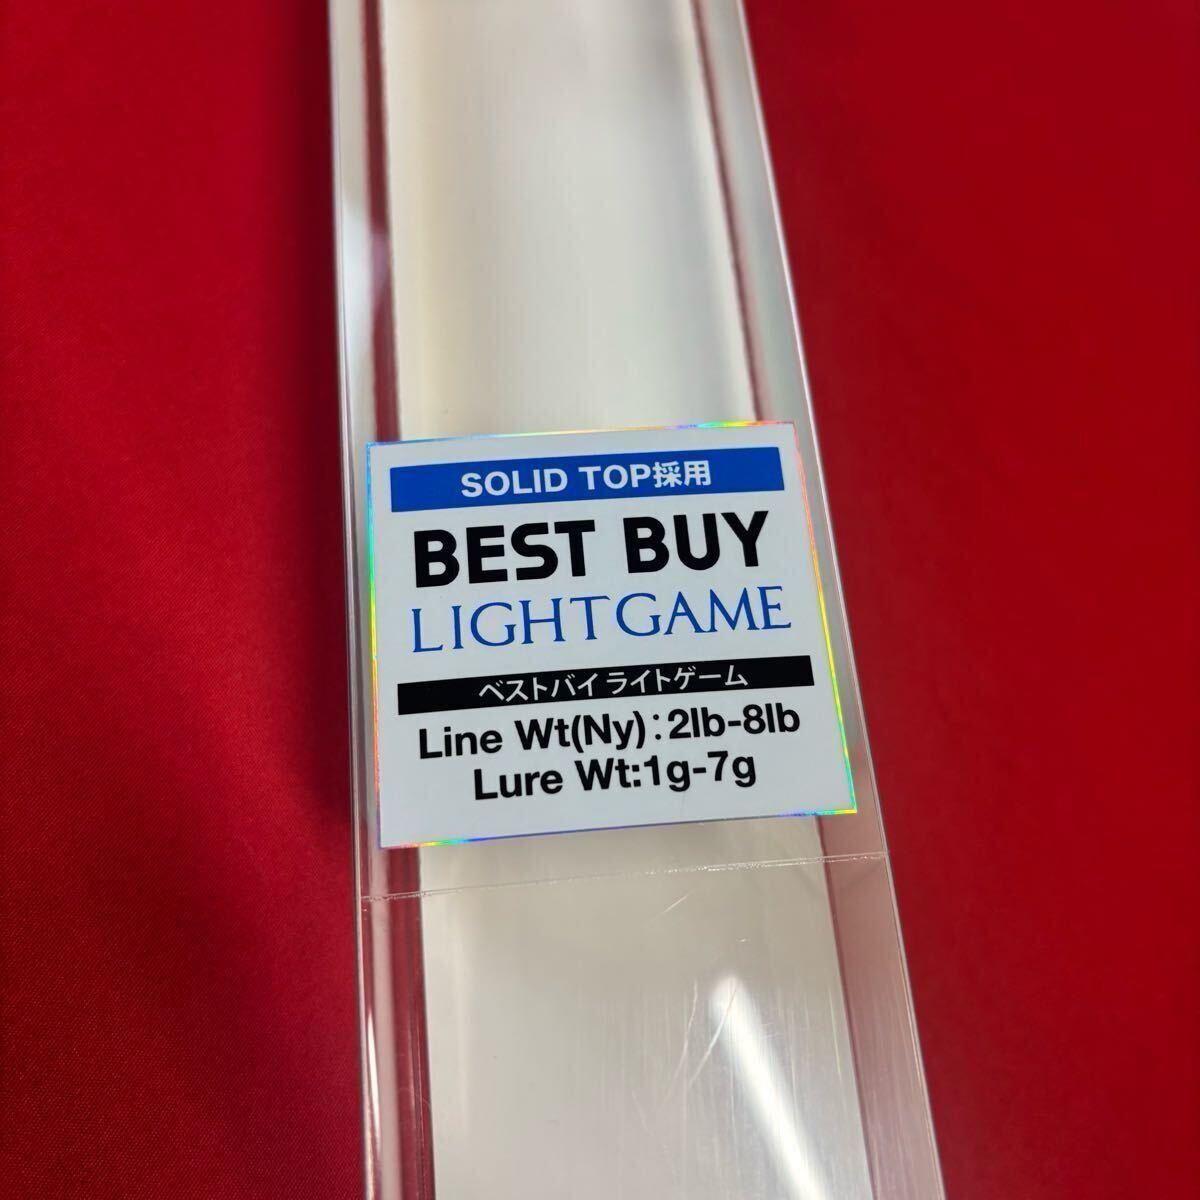 SOLID TOP採用
BEST BUY
LIGHTGAME
ベストバイ ライトゲーム
Line Wt(Ny):2lb-8lb
Lure Wt:1g-7g